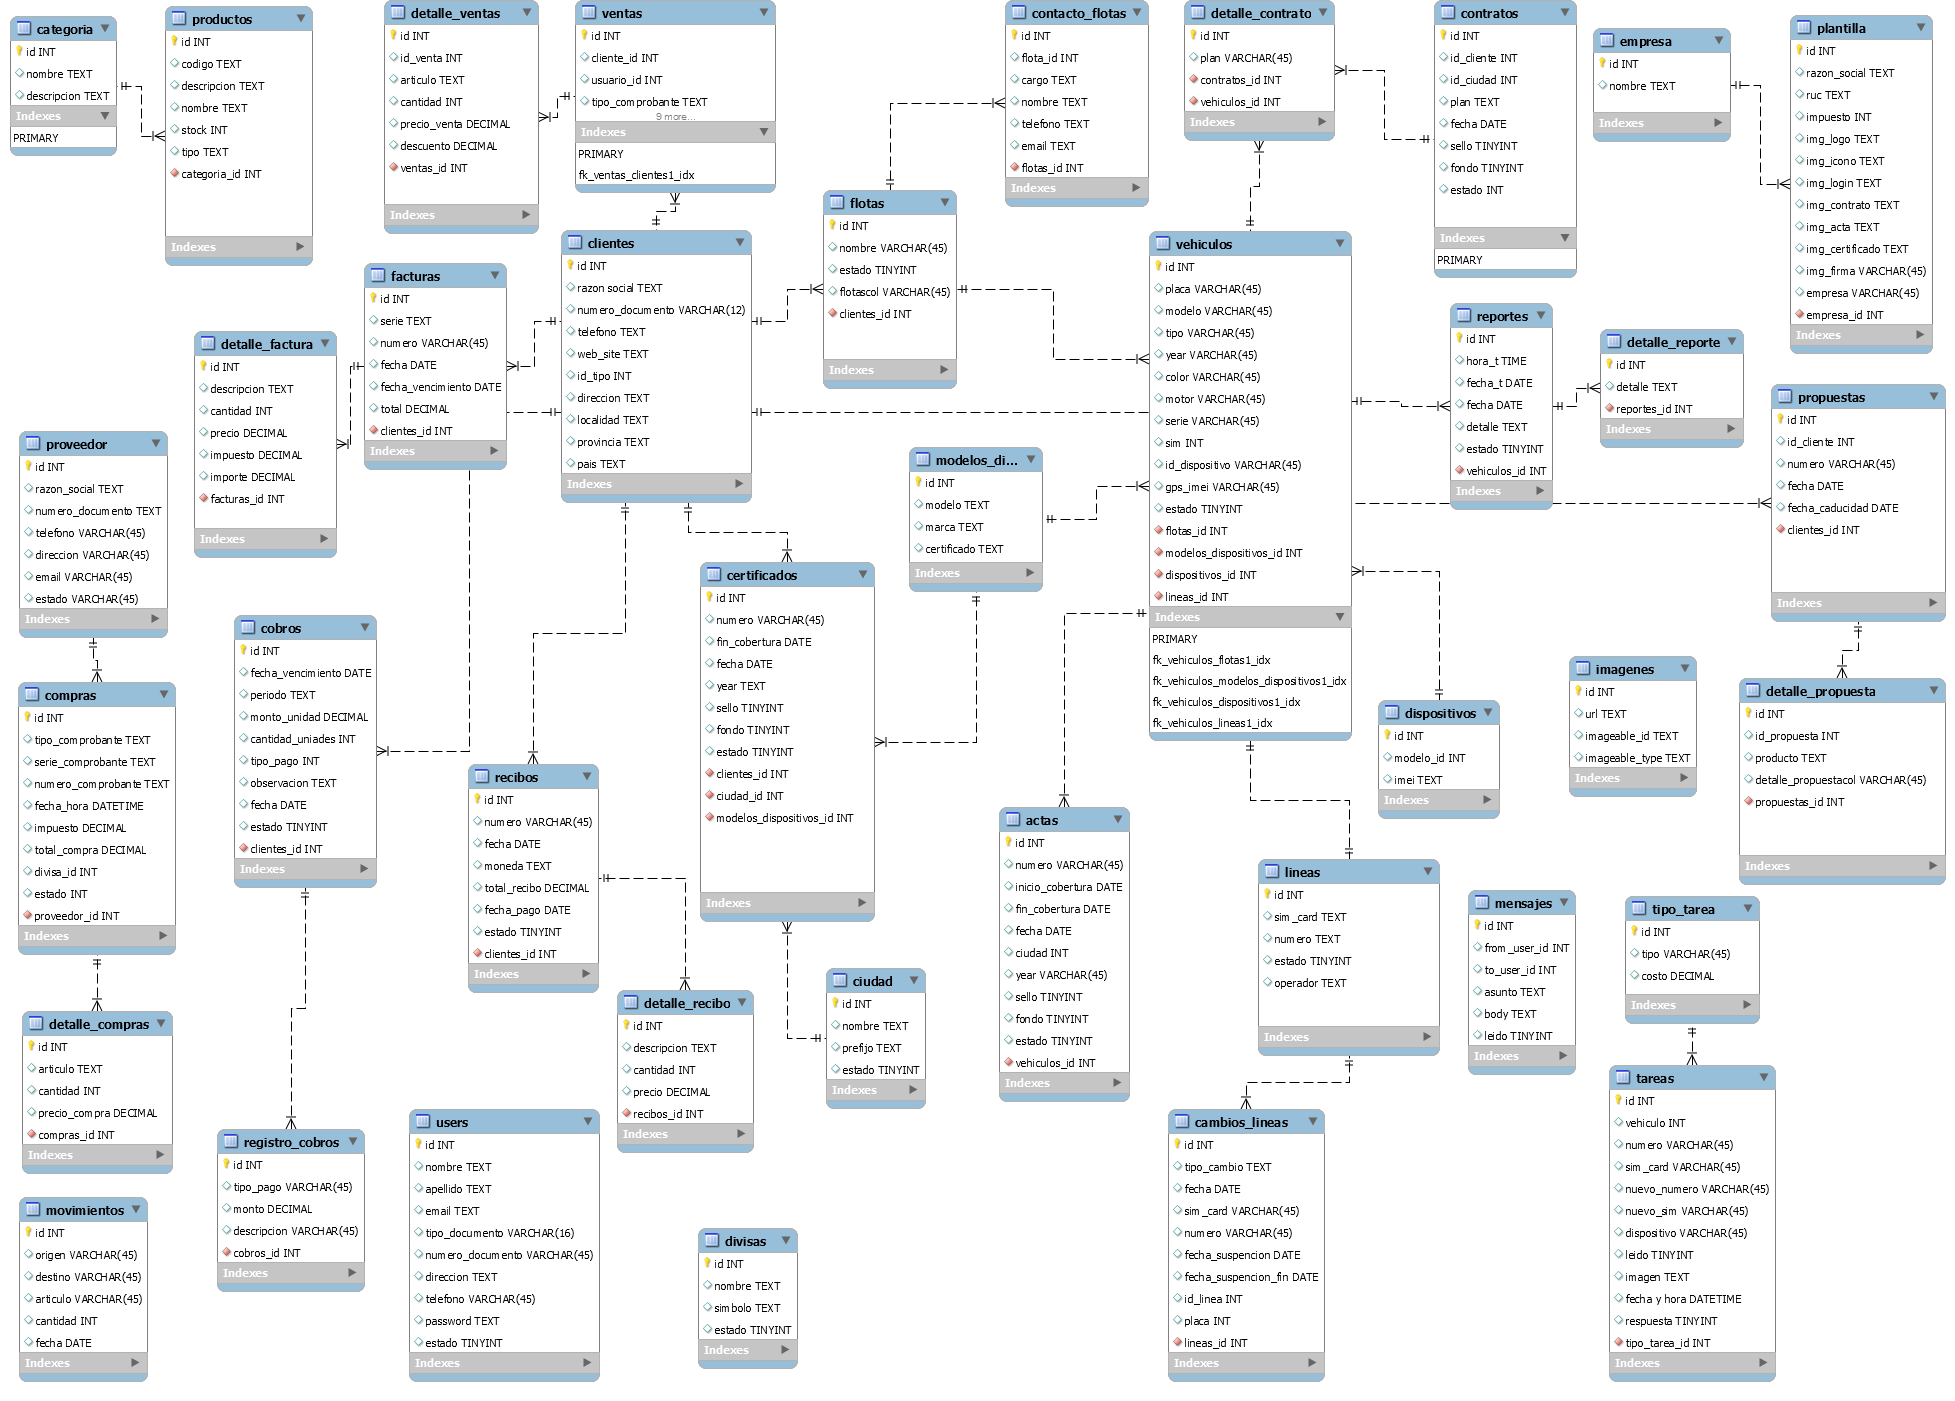 categoria
id INT
nombre TEXT
descripcion TEXT
Indexes
PRIMARY
productos
id INT
codigo TEXT
descripcion TEXT
nombre TEXT
stock INT
tipo TEXT
categoria_id INT
Indexes
detalle_ventas
id INT
id_venta INT
articulo TEXT
cantidad INT
precio_venta DECIMAL
descuento DECIMAL
ventas_id INT
Indexes
ventas
id INT
cliente_id INT
usuario_id INT
tipo_comprobante TEXT
9 more...
Indexes
PRIMARY
fk_ventas_clientes1_idx
contacto_flotas
id INT
flota_id INT
cargo TEXT
nombre TEXT
telefono TEXT
email TEXT
flotas_id INT
Indexes
detalle_contrato
id INT
plan VARCHAR(45)
contratos_id INT
vehiculos_id INT
Indexes
contratos
id INT
id_cliente INT
id_ciudad INT
plan TEXT
fecha DATE
sello TINYINT
fondo TINYINT
estado INT
Indexes
PRIMARY
empresa
id INT
nombre TEXT
Indexes
plantilla
id INT
razon_social TEXT
ruc TEXT
impuesto INT
img_logo TEXT
img_icono TEXT
img_login TEXT
img_contrato TEXT
img_acta TEXT
img_certificado TEXT
img_firma VARCHAR(45)
empresa VARCHAR(45)
empresa_id INT
Indexes
flotas
id INT
nombre VARCHAR(45)
estado TINYINT
flotascol VARCHAR(45)
clientes_id INT
Indexes
clientes
id INT
razon social TEXT
numero_documento VARCHAR(12)
telefono TEXT
web_site TEXT
id_tipo INT
direccion TEXT
localidad TEXT
provincia TEXT
pais TEXT
Indexes
facturas
id INT
serie TEXT
numero VARCHAR(45)
fecha DATE
fecha_vencimiento DATE
total DECIMAL
clientes_id INT
Indexes
detalle_factura
id INT
descripcion TEXT
cantidad INT
precio DECIMAL
impuesto DECIMAL
importe DECIMAL
facturas_id INT
Indexes
vehiculos
id INT
placa VARCHAR(45)
modelo VARCHAR(45)
tipo VARCHAR(45)
year VARCHAR(45)
color VARCHAR(45)
motor VARCHAR(45)
serie VARCHAR(45)
sim INT
id_dispositivo VARCHAR(45)
gps_imei VARCHAR(45)
estado TINYINT
flotas_id INT
modelos_dispositivos_id INT
dispositivos_id INT
lineas_id INT
Indexes
PRIMARY
fk_vehiculos_flotas1_idx
fk_vehiculos_modelos_dispositivos1_idx
fk_vehiculos_dispositivos1_idx
fk_vehiculos_lineas1_idx
reportes
id INT
hora_t TIME
fecha_t DATE
fecha DATE
detalle TEXT
estado TINYINT
vehiculos_id INT
Indexes
detalle_reporte
id INT
detalle TEXT
reportes_id INT
Indexes
propuestas
id INT
id_cliente INT
numero VARCHAR(45)
fecha DATE
fecha_caducidad DATE
clientes_id INT
Indexes
proveedor
id INT
razon_social TEXT
numero_documento TEXT
telefono VARCHAR(45)
direccion VARCHAR(45)
email VARCHAR(45)
estado VARCHAR(45)
Indexes
modelos_di...
id INT
modelo TEXT
marca TEXT
certificado TEXT
Indexes
certificados
id INT
numero VARCHAR(45)
fin_cobertura DATE
fecha DATE
year TEXT
sello TINYINT
fondo TINYINT
estado TINYINT
clientes_id INT
ciudad_id INT
modelos_dispositivos_id INT
Indexes
cobros
id INT
fecha_vencimiento DATE
periodo TEXT
monto_unidad DECIMAL
cantidad_uniades INT
tipo_pago INT
observacion TEXT
fecha DATE
estado TINYINT
clientes_id INT
Indexes
compras
id INT
tipo_comprobante TEXT
serie_comprobante TEXT
numero_comprobante TEXT
fecha_hora DATETIME
impuesto DECIMAL
total_compra DECIMAL
divisa_id INT
estado INT
proveedor_id INT
Indexes
recibos
id INT
numero VARCHAR(45)
fecha DATE
moneda TEXT
total_recibo DECIMAL
fecha_pago DATE
estado TINYINT
clientes_id INT
Indexes
dispositivos
id INT
modelo_id INT
imei TEXT
Indexes
imagenes
id INT
url TEXT
imageable_id TEXT
imageable_type TEXT
Indexes
detalle_propuesta
id INT
id_propuesta INT
producto TEXT
detalle_propuestacol VARCHAR(45)
propuestas_id INT
Indexes
actas
id INT
numero VARCHAR(45)
inicio_cobertura DATE
fin_cobertura DATE
fecha DATE
ciudad INT
year VARCHAR(45)
sello TINYINT
fondo TINYINT
estado TINYINT
vehiculos_id INT
Indexes
lineas
id INT
sim_card TEXT
numero TEXT
estado TINYINT
operador TEXT
Indexes
mensajes
id INT
from_user_id INT
to_user_id INT
asunto TEXT
body TEXT
leido TINYINT
Indexes
tipo_tarea
id INT
tipo VARCHAR(45)
costo DECIMAL
Indexes
ciudad
id INT
nombre TEXT
prefijo TEXT
estado TINYINT
Indexes
detalle_recibo
id INT
descripcion TEXT
cantidad INT
precio DECIMAL
recibos_id INT
Indexes
detalle_compras
id INT
articulo TEXT
cantidad INT
precio_compra DECIMAL
compras_id INT
Indexes
registro_cobros
id INT
tipo_pago VARCHAR(45)
monto DECIMAL
descripcion VARCHAR(45)
cobros_id INT
Indexes
users
id INT
nombre TEXT
apellido TEXT
email TEXT
tipo_documento VARCHAR(16)
numero_documento VARCHAR(45)
direccion TEXT
telefono VARCHAR(45)
password TEXT
estado TINYINT
Indexes
cambios_lineas
id INT
tipo_cambio TEXT
fecha DATE
sim_card VARCHAR(45)
numero VARCHAR(45)
fecha_suspencion DATE
fecha_suspencion_fin DATE
id_linea INT
placa INT
lineas_id INT
Indexes
tareas
id INT
vehiculo INT
numero VARCHAR(45)
sim_card VARCHAR(45)
nuevo_numero VARCHAR(45)
nuevo_sim VARCHAR(45)
dispositivo VARCHAR(45)
leido TINYINT
imagen TEXT
fecha y hora DATETIME
respuesta TINYINT
tipo_tarea_id INT
Indexes
movimientos
id INT
origen VARCHAR(45)
destino VARCHAR(45)
articulo VARCHAR(45)
cantidad INT
fecha DATE
Indexes
divisas
id INT
nombre TEXT
simbolo TEXT
estado TINYINT
Indexes